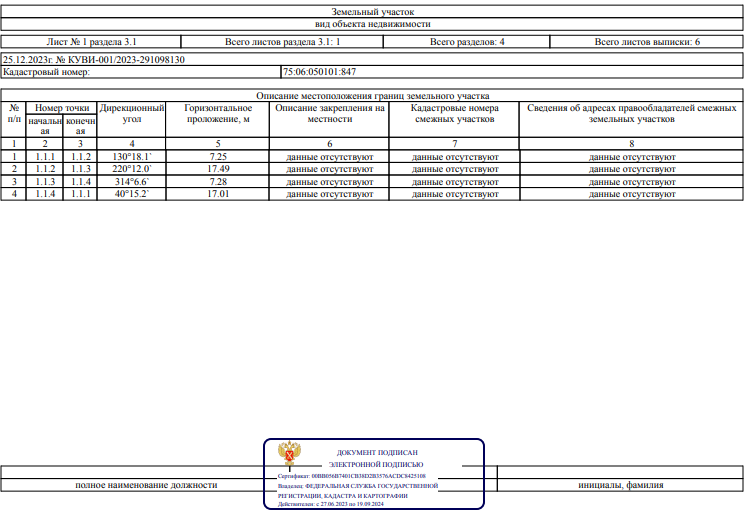 Земельный участок
вид объекта недвижимости
Лист № 1 раздела 3.1 Всего листов раздела 3.1: 1 Всего разделов: 4 Всего листов выписки: 6
25.12.2023г. № КУВИ-001/2023-291098130
Кадастровый номер: 75:06:050101:847
Описание местоположения границ земельного участка
№ п/п Номер точки Дирекционный угол Горизонтальное проложение, м Описание закрепления на местности Кадастровые номера смежных участков Сведения об адресах правообладателей смежных земельных участков
начальная конечная
1 2 3 4 5 6 7 8
1 1.1.1 1.1.2 130°18.1` 7.25 данные отсутствуют данные отсутствуют данные отсутствуют
2 1.1.2 1.1.3 220°12.0` 17.49 данные отсутствуют данные отсутствуют данные отсутствуют
3 1.1.3 1.1.4 314°6.6` 7.28 данные отсутствуют данные отсутствуют данные отсутствуют
4 1.1.4 1.1.1 40°15.2` 17.01 данные отсутствуют данные отсутствуют данные отсутствуют
ДОКУМЕНТ ПОДПИСАН
ЭЛЕКТРОННОЙ ПОДПИСЬЮ
Сертификат: 00BB056B7401CB38D2B3576ACDC8425108
Владелец: ФЕДЕРАЛЬНАЯ СЛУЖБА ГОСУДАРСТВЕННОЙ
РЕГИСТРАЦИИ, КАДАСТРА И КАРТОГРАФИИ
Действителен: с 27.06.2023 по 19.09.2024
полное наименование должности инициалы, фамилия